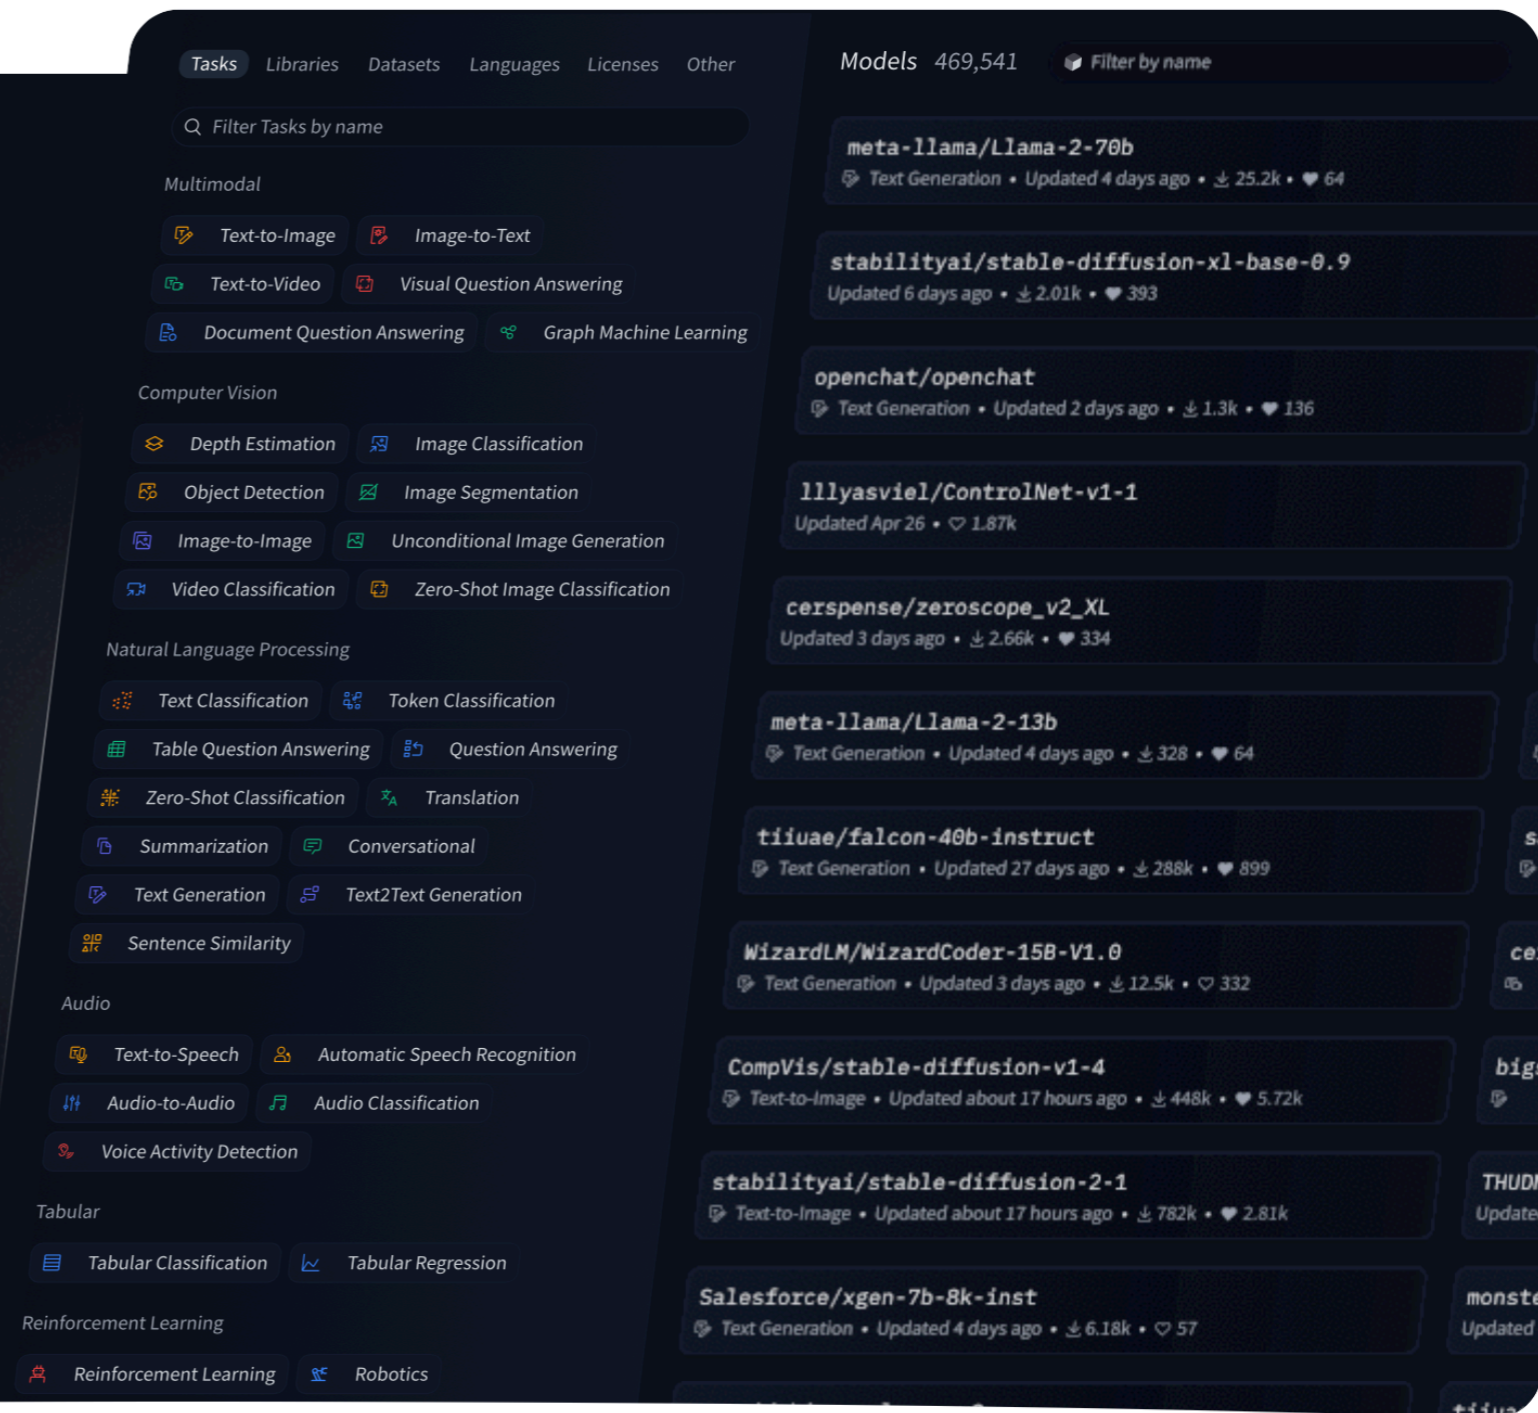 Tasks Libraries Datasets Languages Licenses Other
Filter Tasks by name
Multimodal
Text-to-Image Image-to-Text
Text-to-Video Visual Question Answering
Document Question Answering Graph Machine Learning
Computer Vision
Depth Estimation Image Classification
Object Detection Image Segmentation
Image-to-Image Unconditional Image Generation
Video Classification Zero-Shot Image Classification
Natural Language Processing
Text Classification Token Classification
Table Question Answering Question Answering
Zero-Shot Classification Translation
Summarization Conversational
Text Generation Text2Text Generation
Sentence Similarity
Audio
Text-to-Speech Automatic Speech Recognition
Audio-to-Audio Audio Classification
Voice Activity Detection
Tabular
Tabular Classification Tabular Regression
Reinforcement Learning
Reinforcement Learning Robotics
Models 469,541 Filter by name
meta-llama/Llama-2-70b
Text Generation • Updated 4 days ago • 25.2k • 64
stabilityai/stable-diffusion-xl-base-0.9
Updated 6 days ago • 2.01k • 393
openchat/openchat
Text Generation • Updated 2 days ago • 1.3k • 136
lllyasviel/ControlNet-v1-1
Updated Apr 26 • 1.87k
cerspense/zeroscope_v2_XL
Updated 3 days ago • 2.66k • 334
meta-llama/Llama-2-13b
Text Generation • Updated 4 days ago • 328 • 64
tiiuae/falcon-40b-instruct
Text Generation • Updated 27 days ago • 288k • 899
WizardLM/WizardCoder-15B-V1.0
Text Generation • Updated 3 days ago • 12.5k • 332
CompVis/stable-diffusion-v1-4
Text-to-Image • Updated about 17 hours ago • 448k • 5.72k
stabilityai/stable-diffusion-2-1
Text-to-Image • Updated about 17 hours ago • 782k • 2.81k
Salesforce/xgen-7b-8k-inst
Text Generation • Updated 4 days ago • 6.18k • 57
Updated